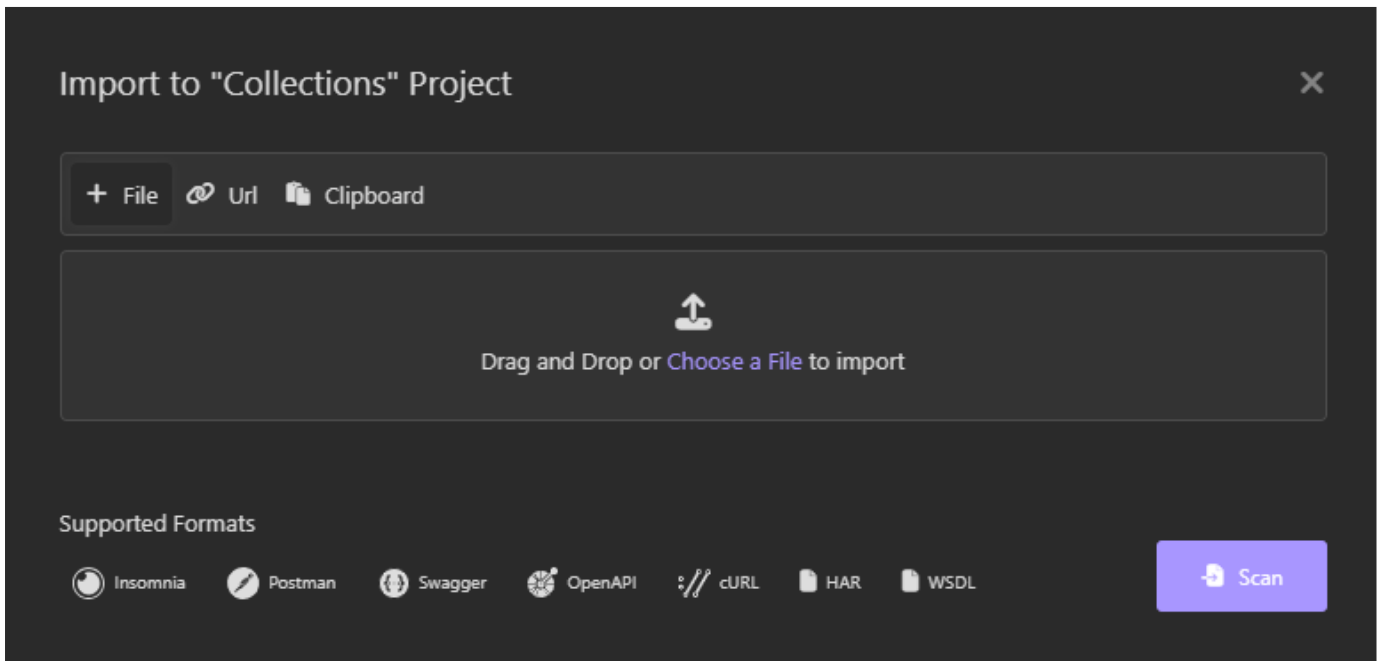 Import to "Collections" Project
File Url Clipboard
Drag and Drop or Choose a File to import
Supported Formats
Insomnia Postman Swagger OpenAPI cURL HAR WSDL
Scan